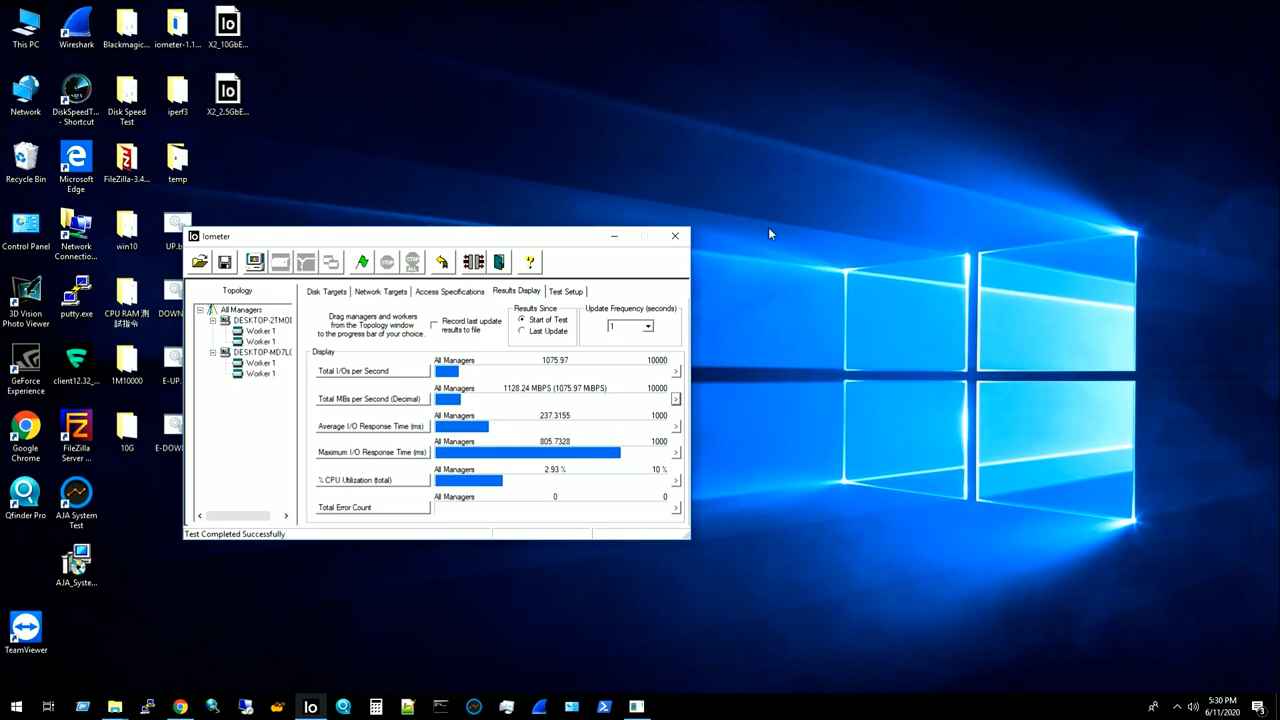 This PC
Wireshark
Blackmagic...
iometer-1.1...
X2_10GbE...
Network
DiskSpeedT...
- Shortcut
Disk Speed
Test
iperf3
X2_2.5GbE...
Recycle Bin
Microsoft
Edge
FileZilla-3.4...
temp
Control Panel
Network
Connectio...
win10
UP.b
3D Vision
Photo Viewer
putty.exe
CPU RAM 測
試指令
DOWN
GeForce
Experience
client12.32_...
1M10000
E-UP.
Google
Chrome
FileZilla
Server ...
10G
E-DOW
Qfinder Pro
AJA System
Test
AJA_Syste...
TeamViewer
Iometer
Topology
All Managers
DESKTOP-2TMOD
Worker 1
Worker 1
DESKTOP-MD7L
Worker 1
Worker 1
Disk Targets
Network Targets
Access Specifications
Results Display
Test Setup
Drag managers and workers
from the Topology window
to the progress bar of your choice.
Record last update
results to file
Results Since
Start of Test
Last Update
Update Frequency (seconds)
1
Display
All Managers 1075.97 10000
Total I/Os per Second
All Managers 1128.24 MBPS (1075.97 MiBPS) 10000
Total MBs per Second (Decimal)
All Managers 237.3155 1000
Average I/O Response Time (ms)
All Managers 805.7328 1000
Maximum I/O Response Time (ms)
All Managers 2.93 % 10 %
% CPU Utilization (total)
All Managers 0 0
Total Error Count
Test Completed Successfully
5:30 PM
6/11/2020